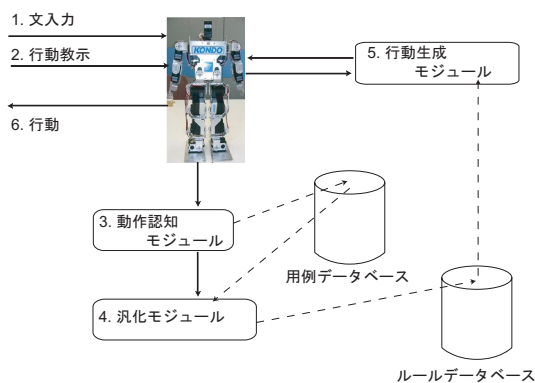 1. 文入力
2. 行動教示
6. 行動
KONDO
5. 行動生成
モジュール
3. 動作認知
モジュール
用例データベース
4. 汎化モジュール
ルールデータベース